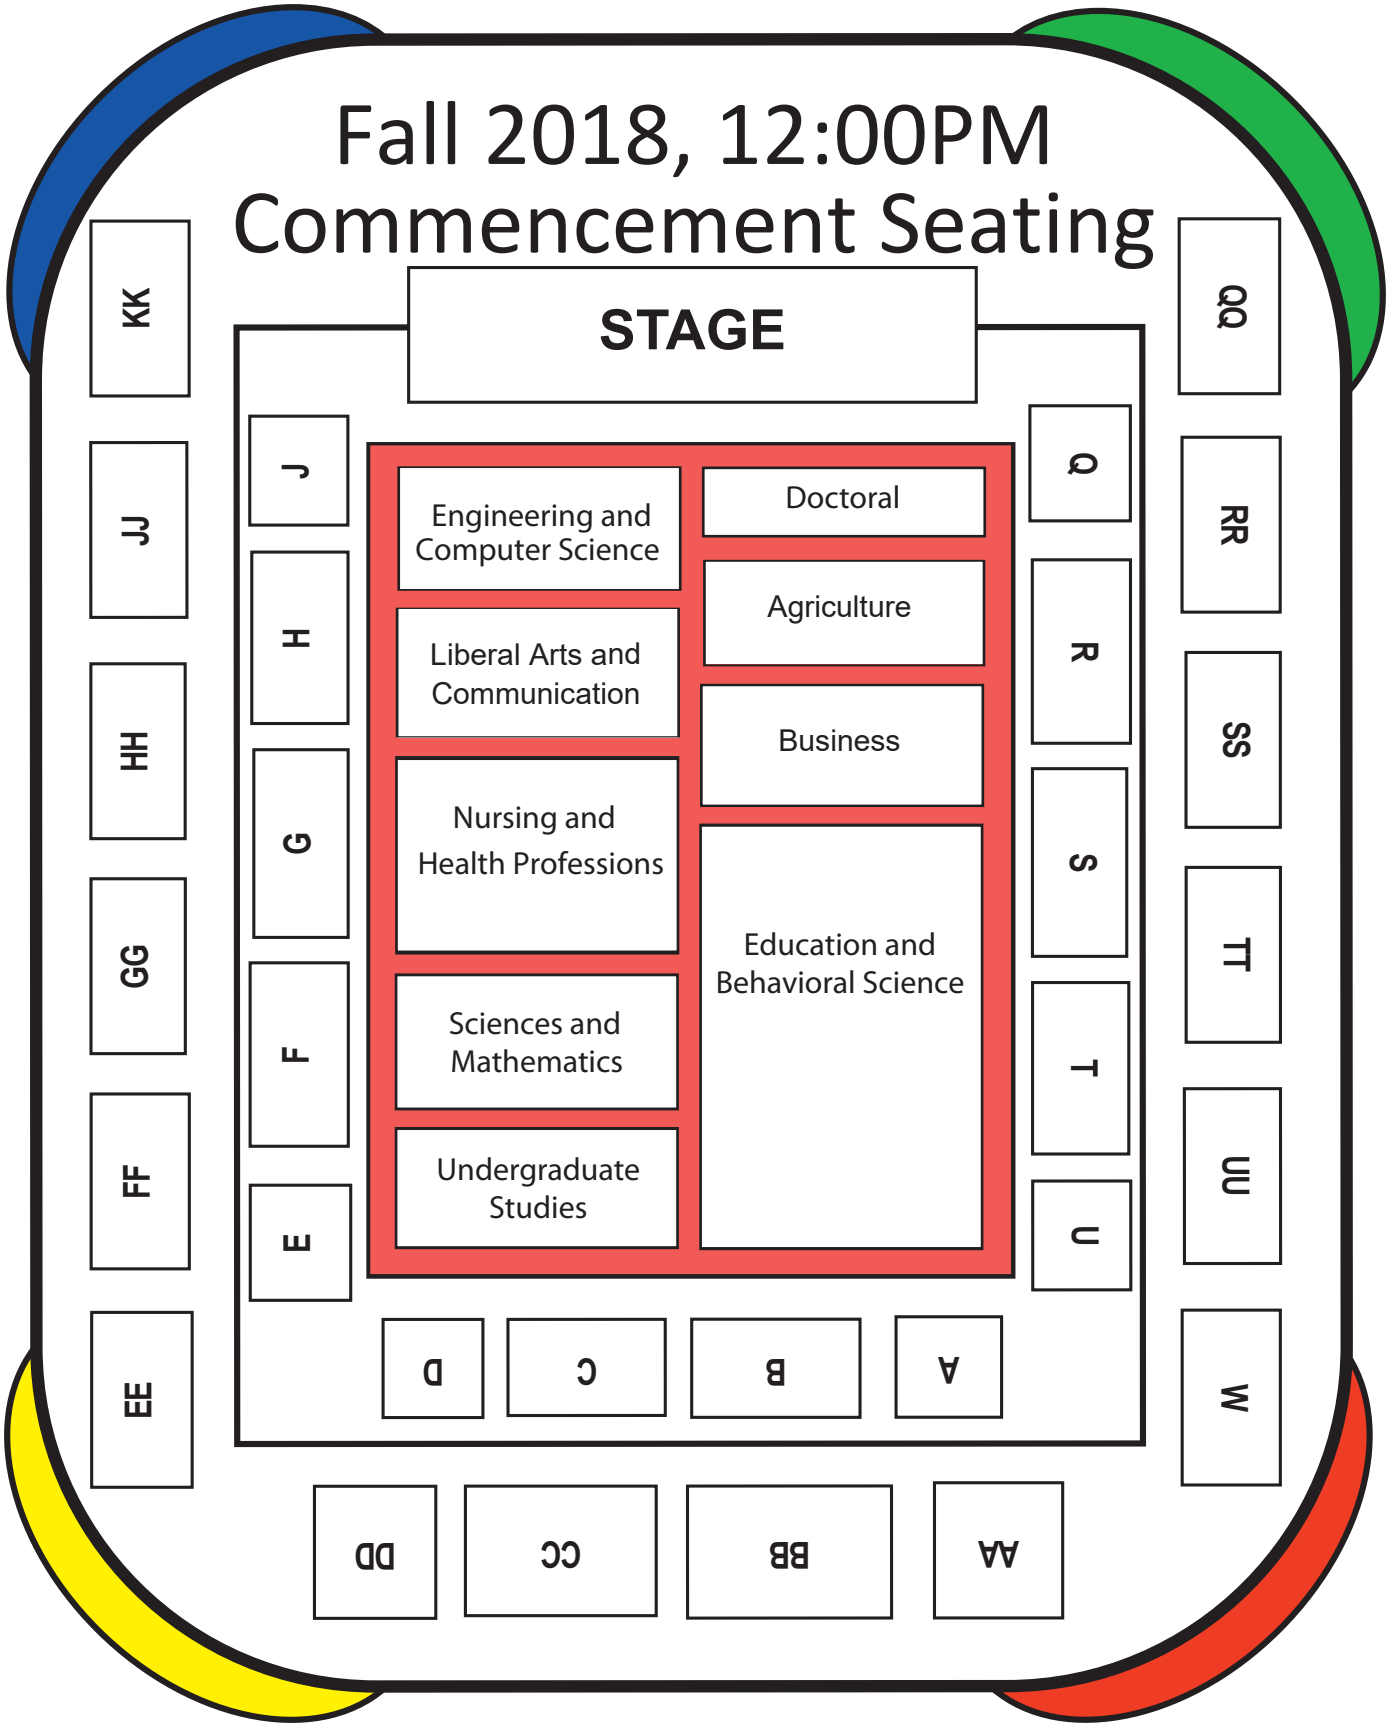 Fall 2018, 12:00PM
Commencement Seating
STAGE
KK
QQ
J
Q
JJ
RR
Engineering and
Computer Science
Doctoral
Agriculture
H
R
Liberal Arts and
Communication
HH
SS
Business
G
S
Nursing and
Health Professions
GG
TT
Education and
Behavioral Science
F
T
Sciences and
Mathematics
FF
UU
Undergraduate
Studies
E
U
D
C
B
A
EE
W
DD
CC
BB
AA